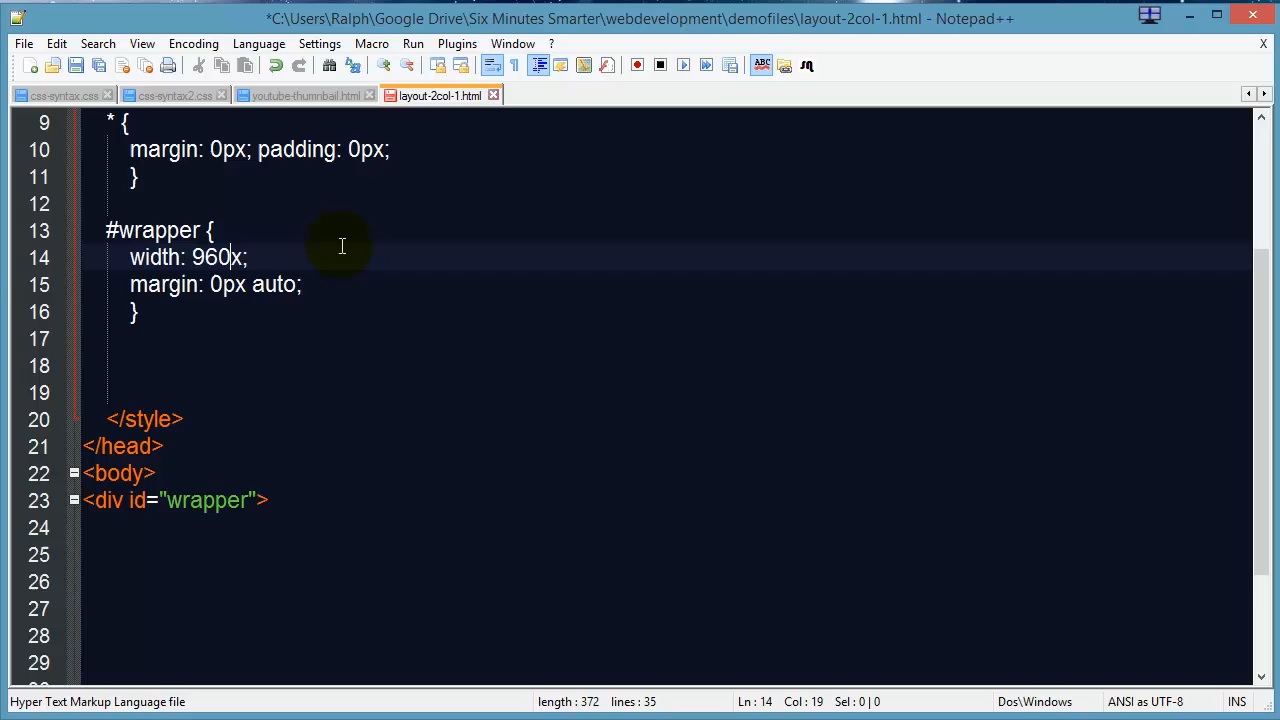 *C:\Users\Ralph\Google Drive\Six Minutes Smarter\webdevelopment\demofiles\layout-2col-1.html - Notepad++
File Edit Search View Encoding Language Settings Macro Run Plugins Window ? X
ABC
css-syntax.css css-syntax2.css youtube-thumnbail.html layout-2col-1.html
9 * {
10 margin: 0px; padding: 0px;
11 }
12
13 #wrapper {
14 width: 960x;
15 margin: 0px auto;
16 }
17
18
19
20 </style>
21 </head>
22 <body>
23 <div id="wrapper">
24
25
26
27
28
29
Hyper Text Markup Language file length : 372 lines : 35 Ln : 14 Col : 19 Sel : 0 | 0 Dos\Windows ANSI as UTF-8 INS